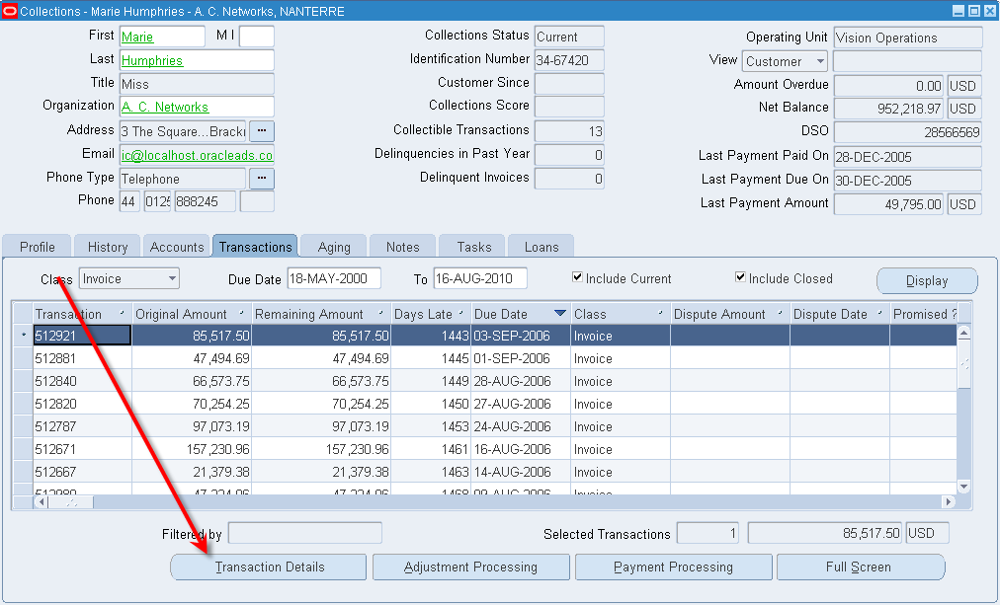 Collections - Marie Humphries - A. C. Networks, NANTERRE
First Marie M I
Last Humphries
Title Miss
Organization A. C. Networks
Address 3 The Square...Brackn
Email ic@localhost.oracleads.co
Phone Type Telephone
Phone 44 0125 888245
Collections Status Current
Identification Number 34-67420
Customer Since
Collections Score
Collectible Transactions 13
Delinquencies in Past Year 0
Delinquent Invoices 0
Operating Unit Vision Operations
View Customer
Amount Overdue 0.00 USD
Net Balance 952,218.97 USD
DSO 28566569
Last Payment Paid On 28-DEC-2005
Last Payment Due On 30-DEC-2005
Last Payment Amount 49,795.00 USD
Profile History Accounts Transactions Aging Notes Tasks Loans
Class Invoice Due Date 18-MAY-2000 To 16-AUG-2010 Include Current Include Closed Display
Transaction Original Amount Remaining Amount Days Late Due Date Class Dispute Amount Dispute Date Promised ?
512921 85,517.50 85,517.50 1443 03-SEP-2006 Invoice
512881 47,494.69 47,494.69 1445 01-SEP-2006 Invoice
512840 66,573.75 66,573.75 1449 28-AUG-2006 Invoice
512820 70,254.25 70,254.25 1450 27-AUG-2006 Invoice
512787 97,073.19 97,073.19 1453 24-AUG-2006 Invoice
512671 157,230.96 157,230.96 1461 16-AUG-2006 Invoice
512667 21,379.38 21,379.38 1463 14-AUG-2006 Invoice
Filtered by Selected Transactions 1 85,517.50 USD
Transaction Details Adjustment Processing Payment Processing Full Screen